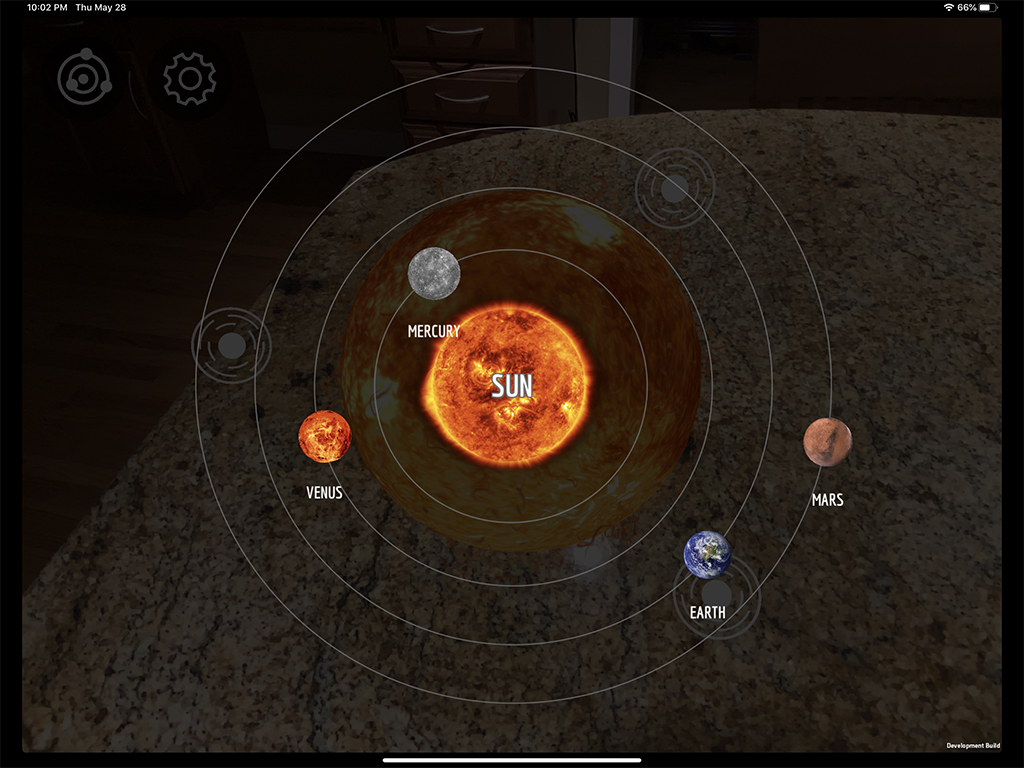 10:02 PM Thu May 28
66%
MERCURY
SUN
VENUS
MARS
EARTH
Development Build